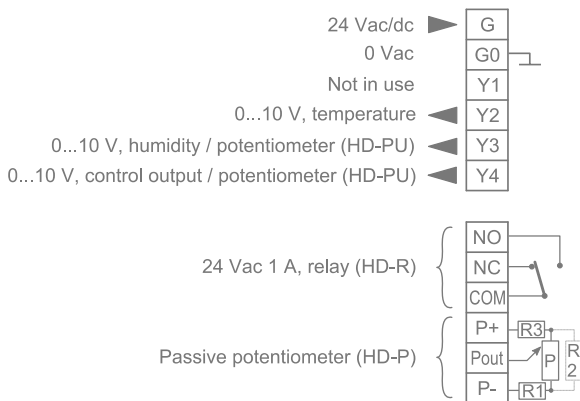 24 Vac/dc G
0 Vac G0
Not in use Y1
0...10 V, temperature Y2
0...10 V, humidity / potentiometer (HD-PU) Y3
0...10 V, control output / potentiometer (HD-PU) Y4
NO
24 Vac 1 A, relay (HD-R) NC
COM
P+ R3
Passive potentiometer (HD-P) Pout P R2
P- R1